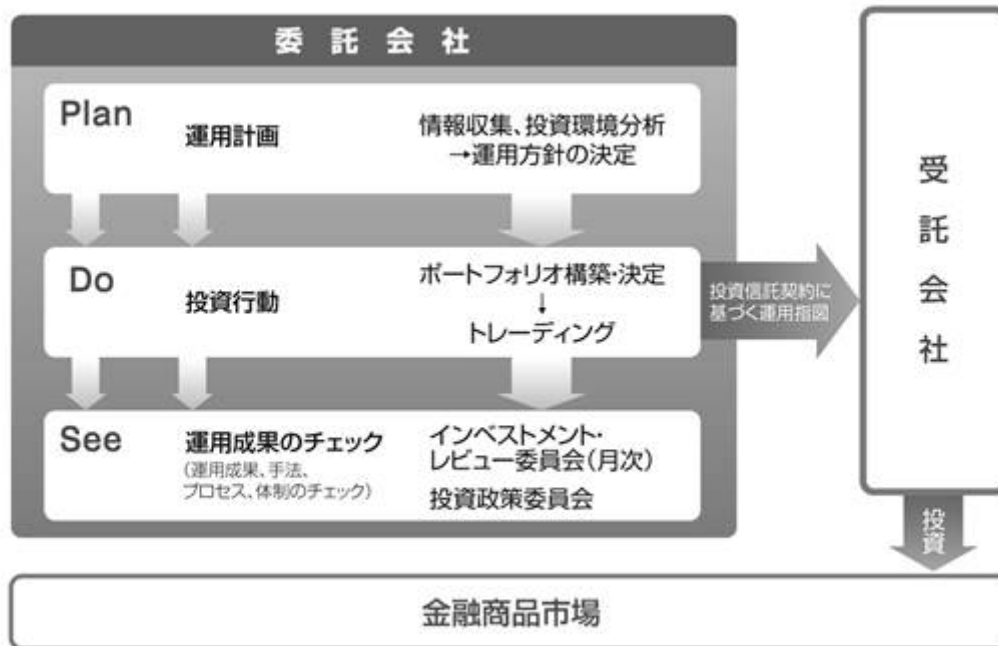 委託会社
Plan
運用計画
情報収集、投資環境分析
→運用方針の決定
Do
投資行動
ポートフォリオ構築・決定
↓
トレーディング
投資信託契約に
基づく運用指図
See
運用成果のチェック
(運用成果、手法、
プロセス、体制のチェック)
インベストメント・
レビュー委員会(月次)
投資政策委員会
受託会社
投資
金融商品市場